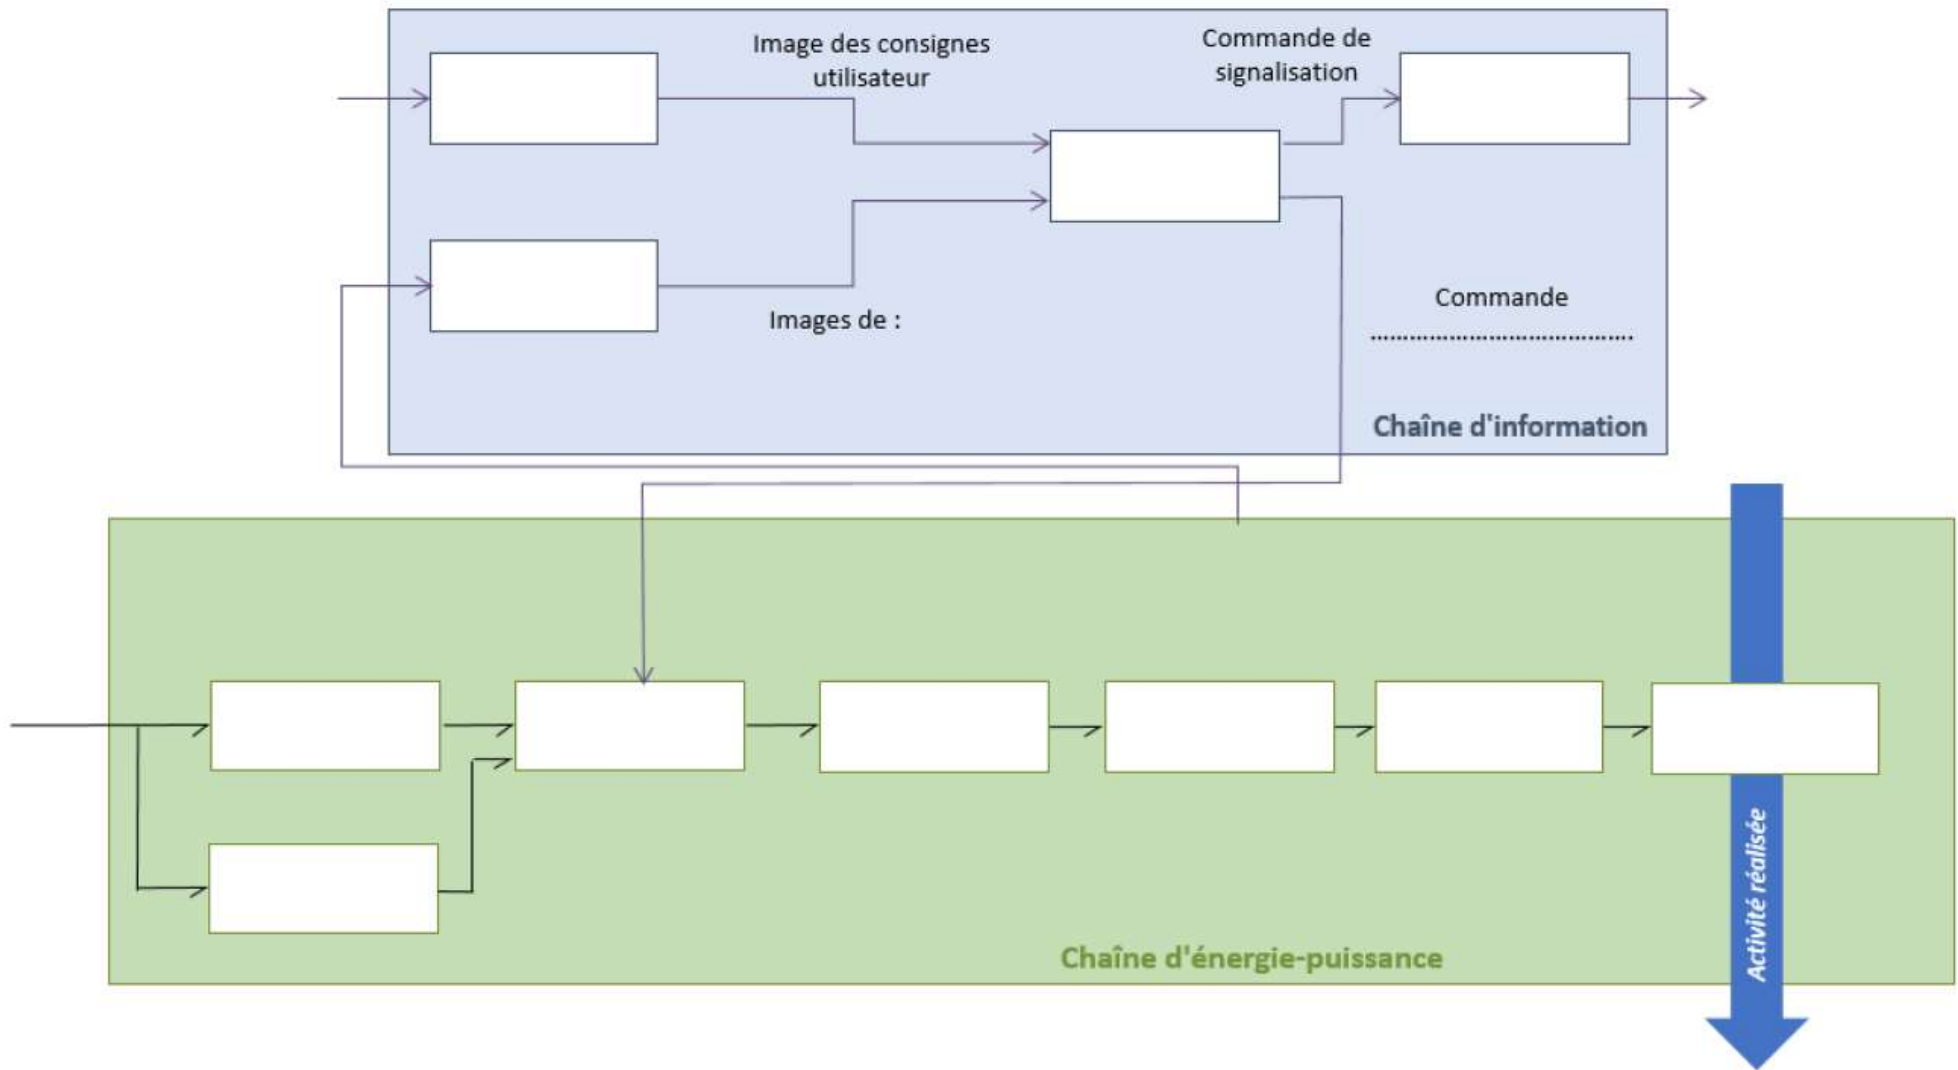 Image des consignes
utilisateur
Commande de
signalisation
Images de :
Commande
............................................
Chaîne d'information
Chaîne d'énergie-puissance
Activité réalisée